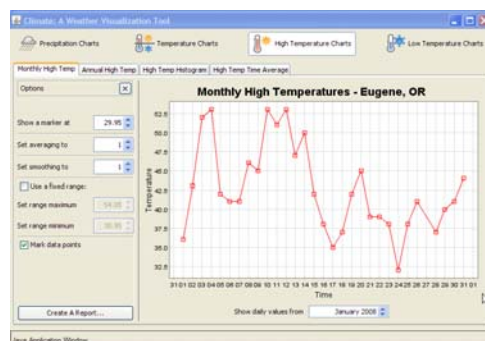 Climatic: A Weather Visualization Tool
Precipitation Charts
Temperature Charts
High Temperature Charts
Low Temperature Charts
Monthly High Temp
Annual High Temp
High Temp Histogram
High Temp Time Average
Options
Show a marker at 29.95
Set averaging to 1
Set smoothing to 1
Use a fixed range:
Set range maximum
Set range minimum
Mark data points
Create A Report...
Monthly High Temperatures - Eugene, OR
Temperature
52.5
50.0
47.5
45.0
42.5
40.0
37.5
35.0
32.5
31 01 02 03 04 05 06 07 08 09 10 11 12 13 14 15 16 17 18 19 20 21 22 23 24 25 26 27 28 29 30 31 01
Time
Show daily values from January 2008
Java Application Window